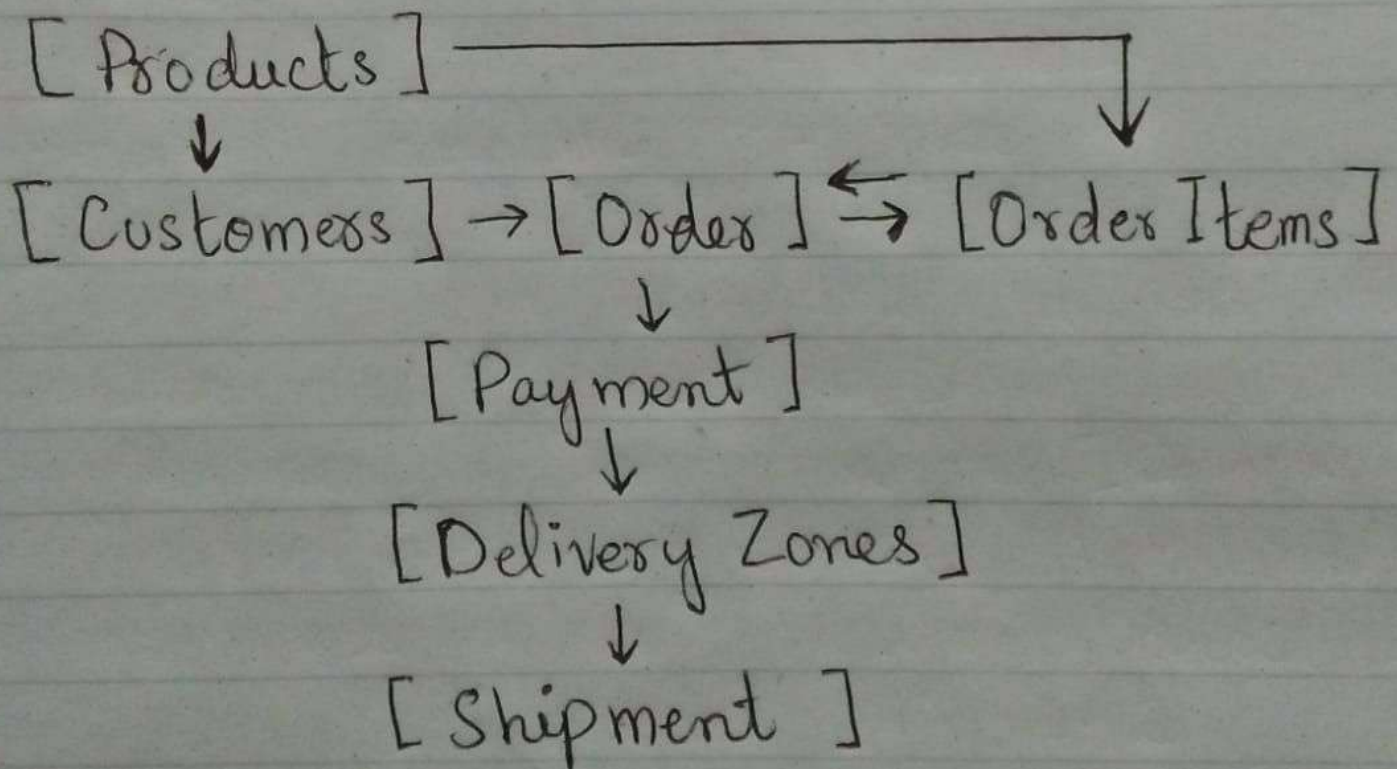 [ Products ]
↓
[ Customers ] → [ Order ] ⇆ [ Order Items ]
↓
[ Payment ]
↓
[ Delivery Zones ]
↓
[ Shipment ]